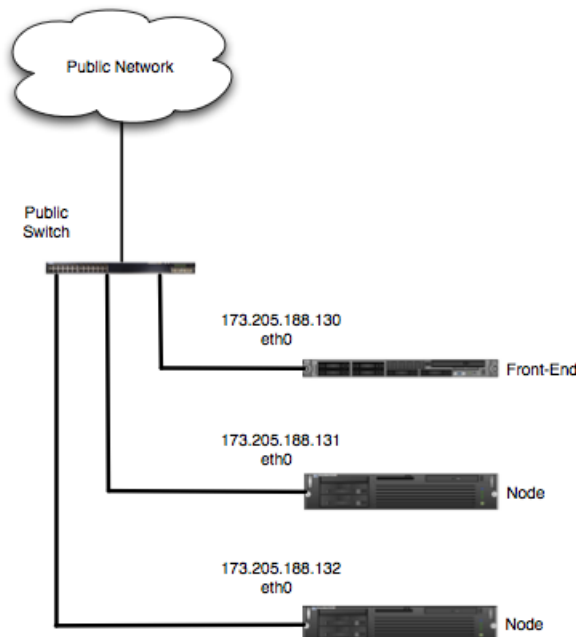 Public Network
Public
Switch
173.205.188.130
eth0
Front-End
173.205.188.131
eth0
Node
173.205.188.132
eth0
Node